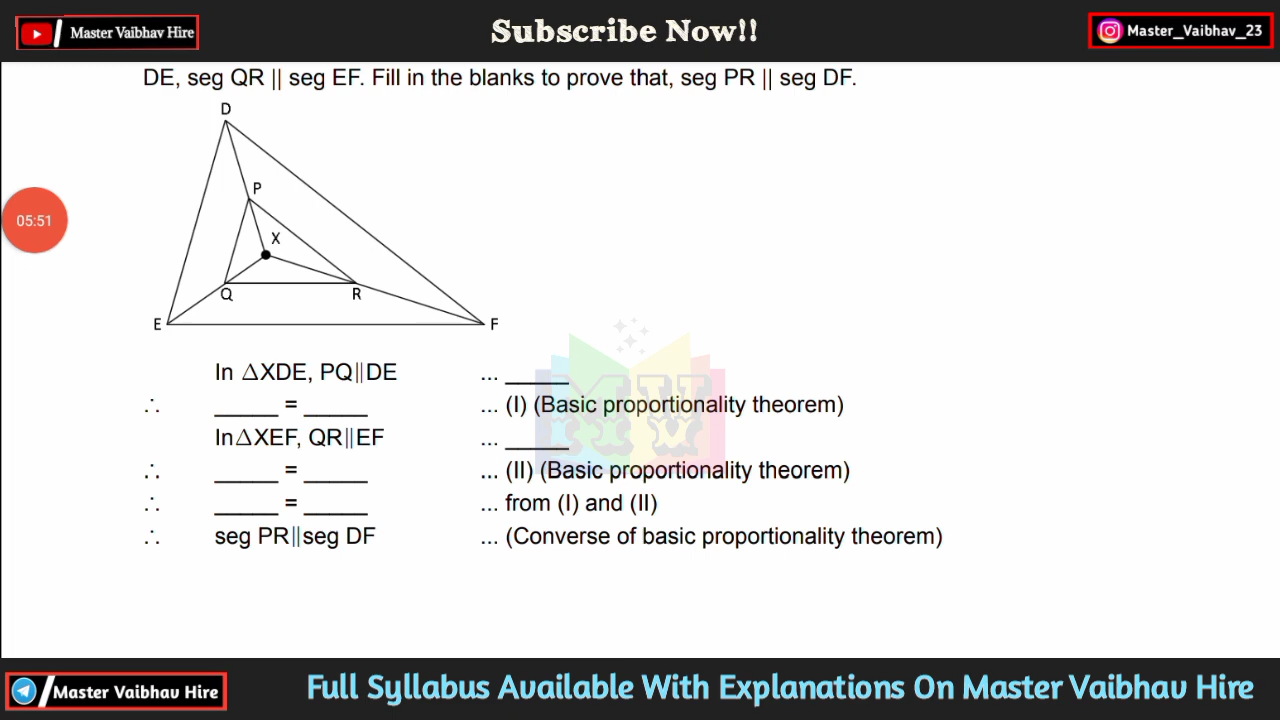 Master Vaibhav Hire
Subscribe Now!!
Master_Vaibhav_23
DE, seg QR || seg EF. Fill in the blanks to prove that, seg PR || seg DF.
D
P
X
Q
R
E
F
05:51
In ΔXDE, PQ||DE ... _____
∴ _____ = _____ ... (I) (Basic proportionality theorem)
InΔXEF, QR||EF ... _____
∴ _____ = _____ ... (II) (Basic proportionality theorem)
∴ _____ = _____ ... from (I) and (II)
∴ seg PR||seg DF ... (Converse of basic proportionality theorem)
MW
Master Vaibhav Hire
Full Syllabus Available With Explanations On Master Vaibhav Hire